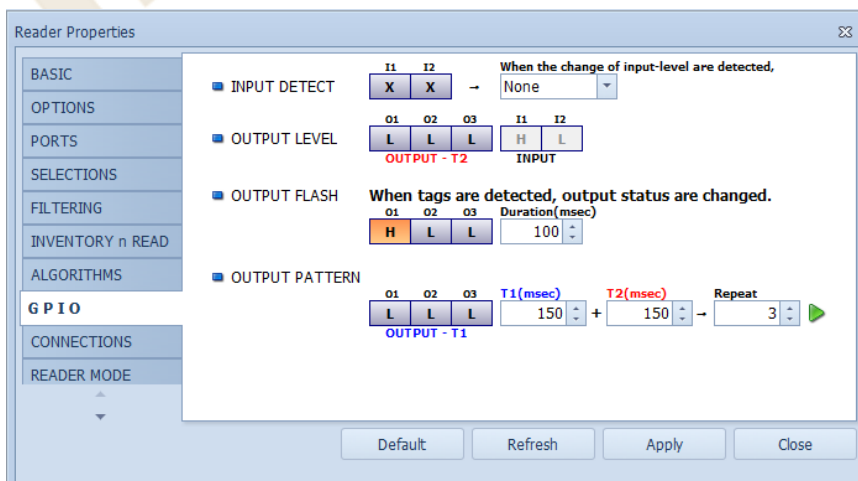 Reader Properties
BASIC
OPTIONS
PORTS
SELECTIONS
FILTERING
INVENTORY n READ
ALGORITHMS
GPIO
CONNECTIONS
READER MODE
INPUT DETECT
I1 I2
X X →
When the change of input-level are detected,
None
OUTPUT LEVEL
O1 O2 O3
L L L
OUTPUT - T2
I1 I2
H L
INPUT
OUTPUT FLASH
When tags are detected, output status are changed.
O1 O2 O3 Duration(msec)
H L L 100
OUTPUT PATTERN
O1 O2 O3 T1(msec) T2(msec) Repeat
L L L 150 + 150 → 3
OUTPUT - T1
Default Refresh Apply Close